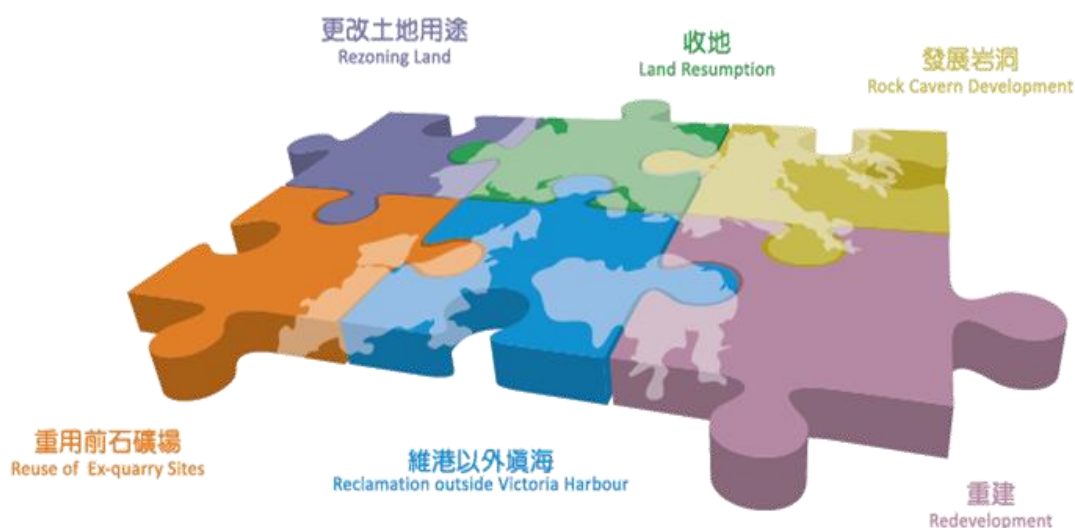 更改土地用途
Rezoning Land
收地
Land Resumption
發展岩洞
Rock Cavern Development
重用前石礦場
Reuse of Ex-quarry Sites
維港以外填海
Reclamation outside Victoria Harbour
重建
Redevelopment